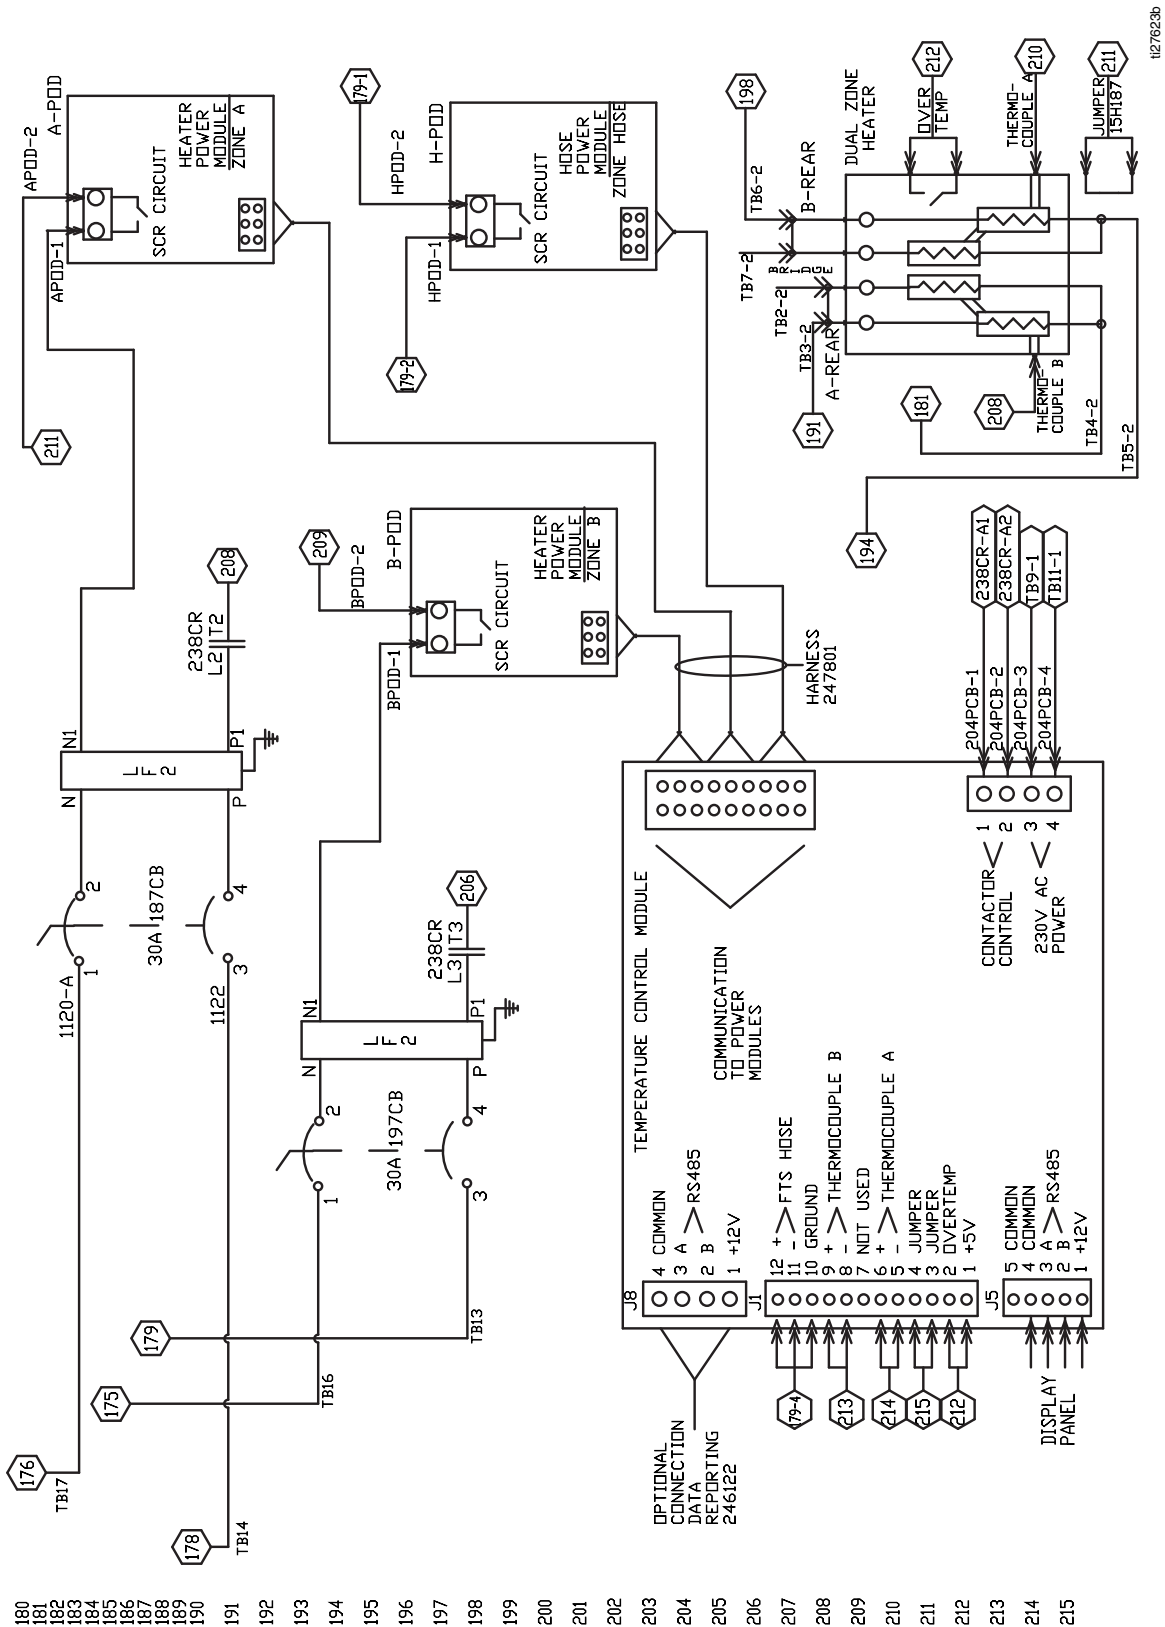 ti27623b
180
181
182
183
184
185
186
187
188
189
190
191
192
193
194
195
196
197
198
199
200
201
202
203
204
205
206
207
208
209
210
211
212
213
214
215
176
TB17
1120-A
1
2
30A 187CB
178
TB14
1122
3
4
N
P
LF2
N1
P1
238CR
L2 T2
208
211
APOD-2
APOD-1
A-POD
SCR CIRCUIT
HEATER
POWER
MODULE
ZONE A
175
TB16
1
2
30A 197CB
179
TB13
3
4
N
P
LF2
N1
P1
238CR
L3 T3
206
209
BPOD-2
BPOD-1
B-POD
SCR CIRCUIT
HEATER
POWER
MODULE
ZONE B
179-1
HPOD-2
179-2
HPOD-1
H-POD
SCR CIRCUIT
HOSE
POWER
MODULE
ZONE HOSE
HARNESS
247801
TEMPERATURE CONTROL MODULE
COMMUNICATION
TO POWER
MODULES
OPTIONAL
CONNECTION
DATA
REPORTING
246122
J8
4 COMMON
3 A
RS485
2 B
1 +12V
J1
12 +
FTS HOSE
11 -
10 GROUND
9 +
THERMOCOUPLE B
8 -
7 NOT USED
6 +
THERMOCOUPLE A
5 -
4 JUMPER
3 JUMPER
2 OVERTEMP
1 +5V
179-4
213
214
215
212
J5
5 COMMON
4 COMMON
3 A
RS485
2 B
1 +12V
DISPLAY
PANEL
CONTACTOR
CONTROL
1
2
230V AC
POWER
3
4
204PCB-1
238CR-A1
204PCB-2
238CR-A2
204PCB-3
TB9-1
204PCB-4
TB11-1
198
TB6-2
B-REAR
TB7-2
BRIDGE
TB2-2
TB3-2
A-REAR
191
DUAL ZONE
HEATER
OVER
TEMP
212
THERMO-
COUPLE A
210
JUMPER
15H187
211
181
208
THERMO-
COUPLE B
TB4-2
194
TB5-2